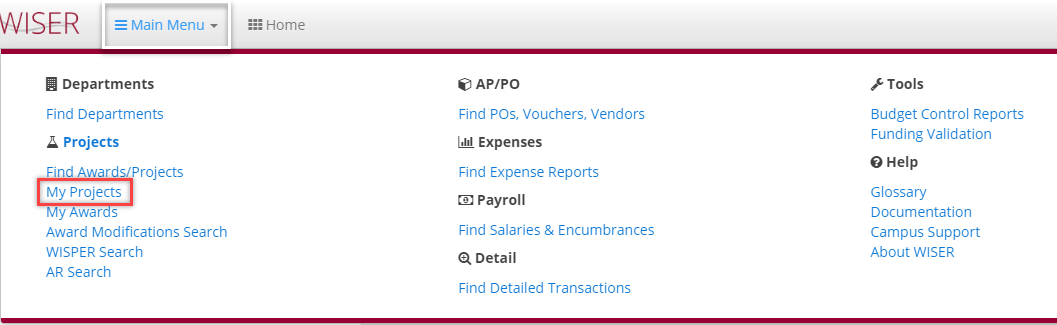 WISER
Main Menu
Home
Departments
Find Departments
Projects
Find Awards/Projects
My Projects
My Awards
Award Modifications Search
WISPER Search
AR Search
AP/PO
Find POs, Vouchers, Vendors
Expenses
Find Expense Reports
Payroll
Find Salaries & Encumbrances
Detail
Find Detailed Transactions
Tools
Budget Control Reports
Funding Validation
Help
Glossary
Documentation
Campus Support
About WISER